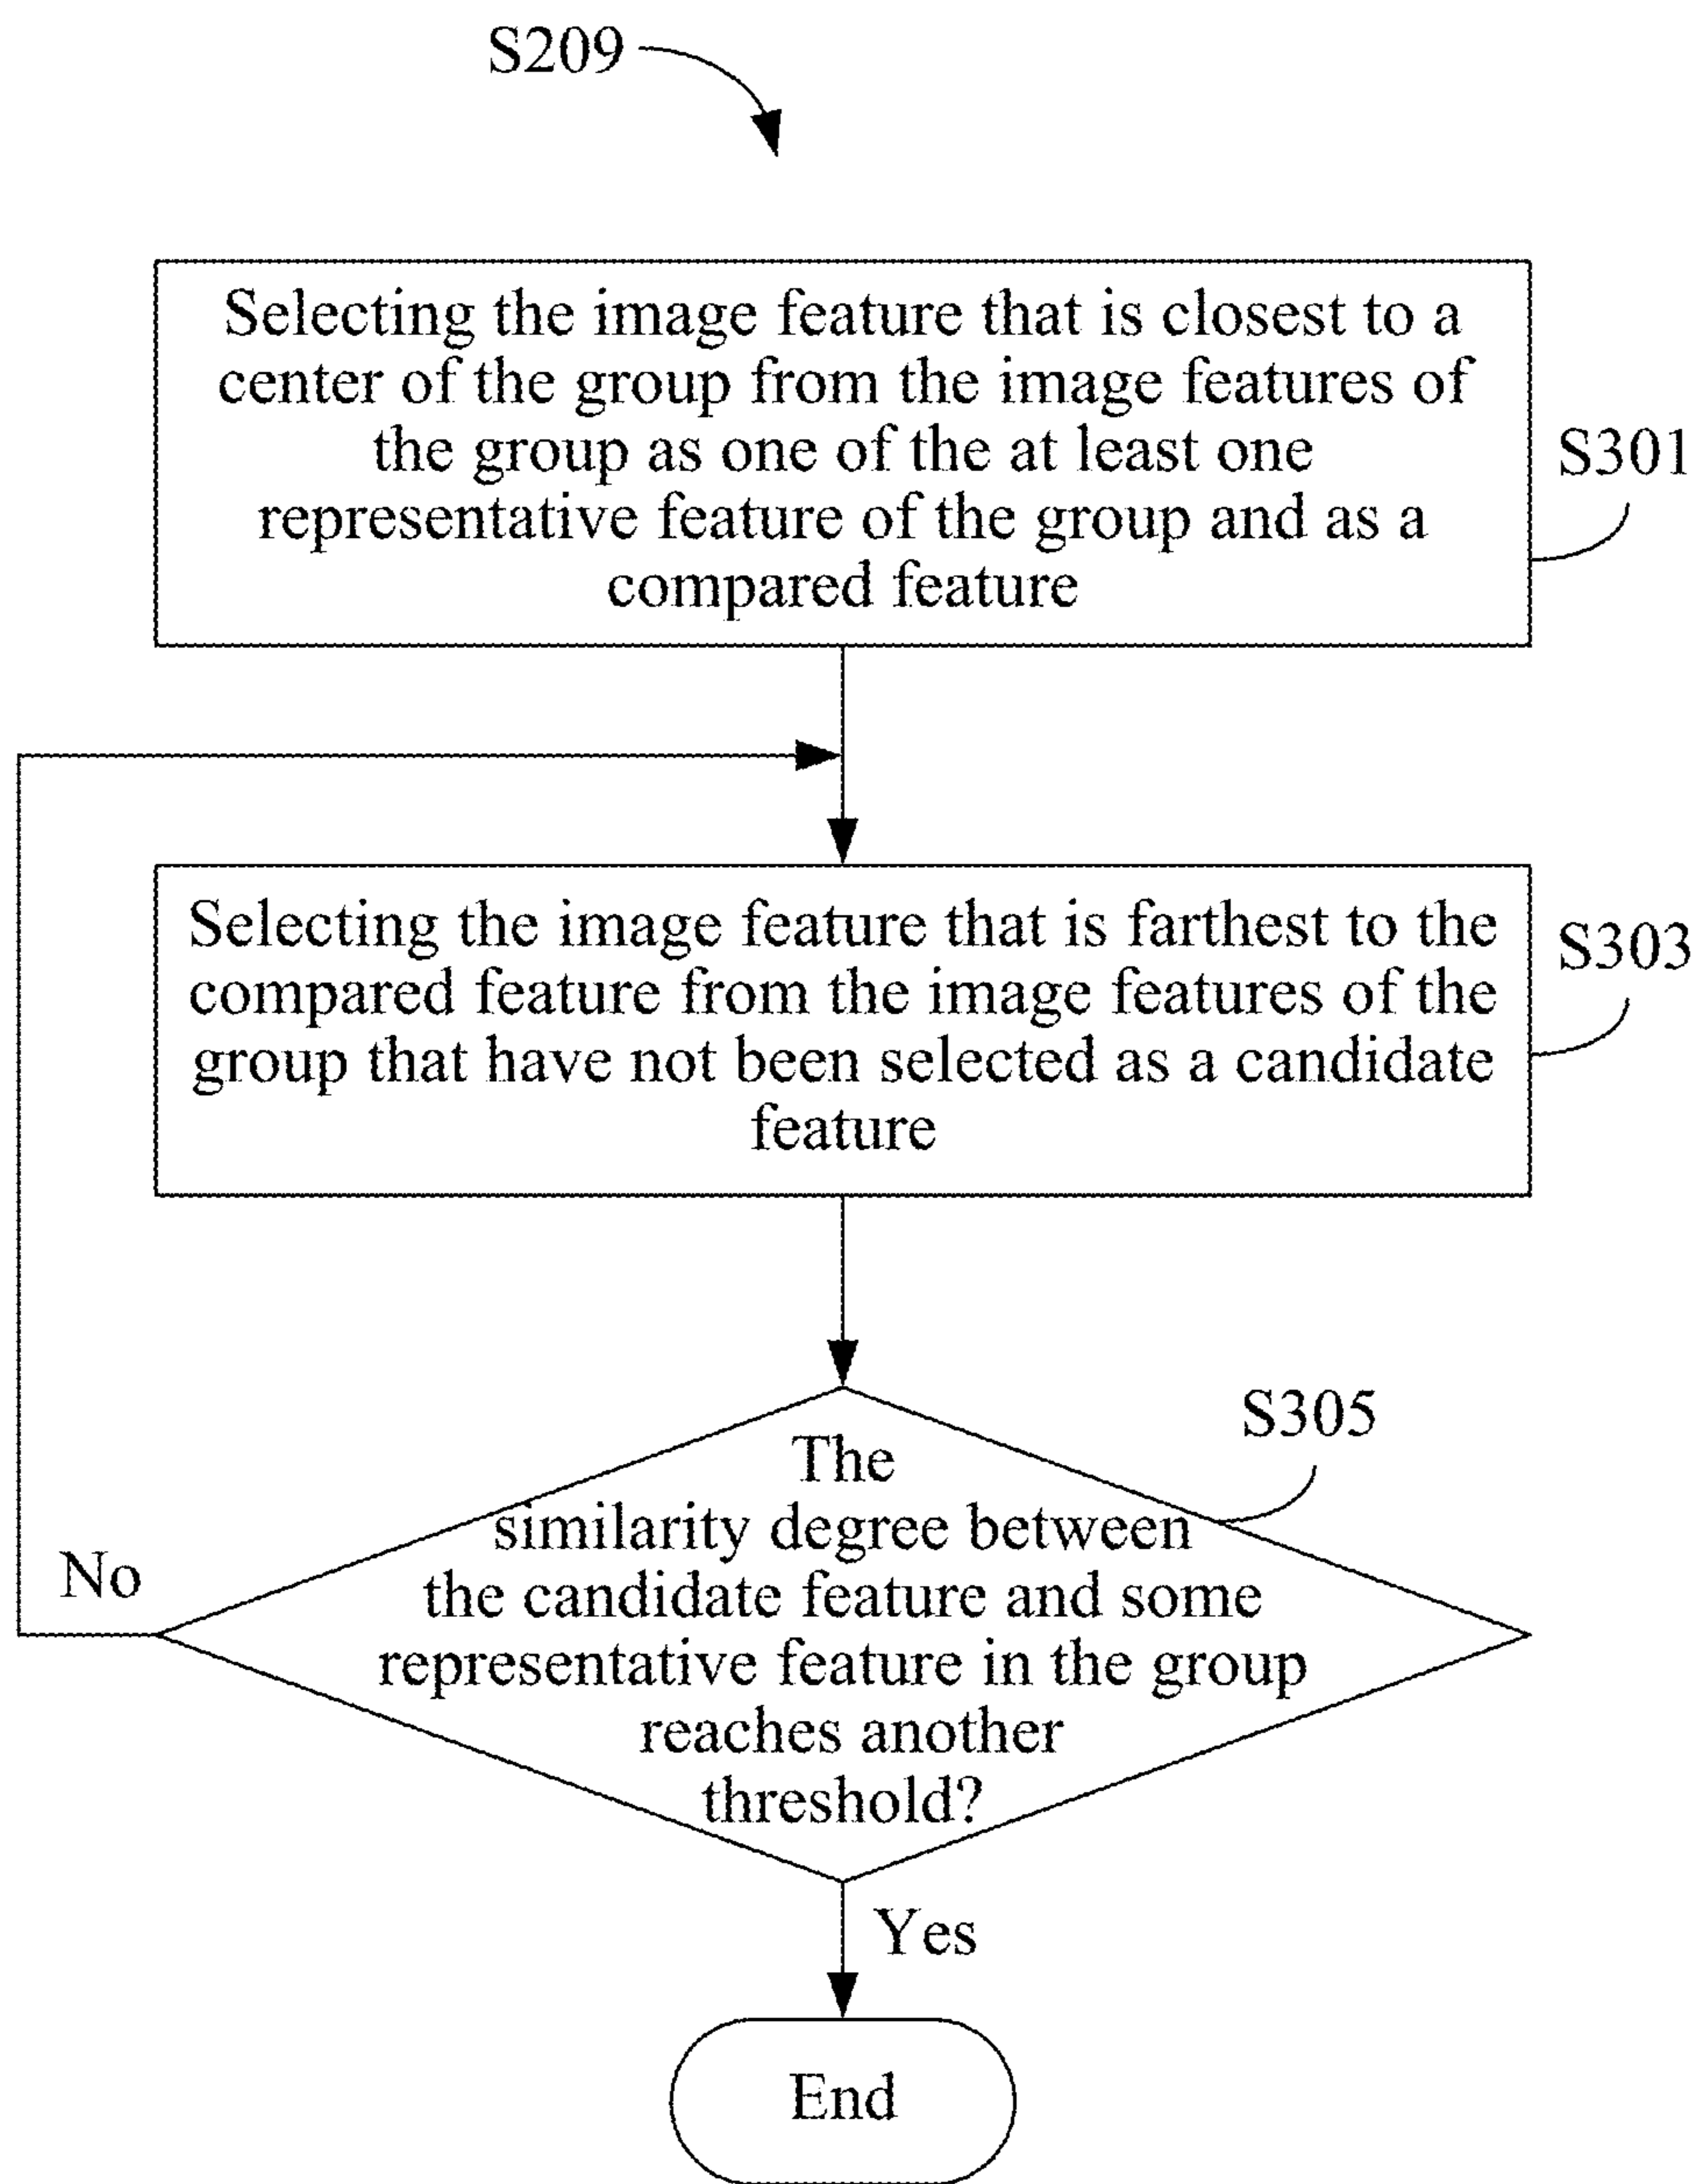 S209
Selecting the image feature that is closest to a
center of the group from the image features of
the group as one of the at least one
representative feature of the group and as a
compared feature
S301
Selecting the image feature that is farthest to the
compared feature from the image features of the
group that have not been selected as a candidate
feature
S303
The
similarity degree between
the candidate feature and some
representative feature in the group
reaches another
threshold?
S305
No
Yes
End